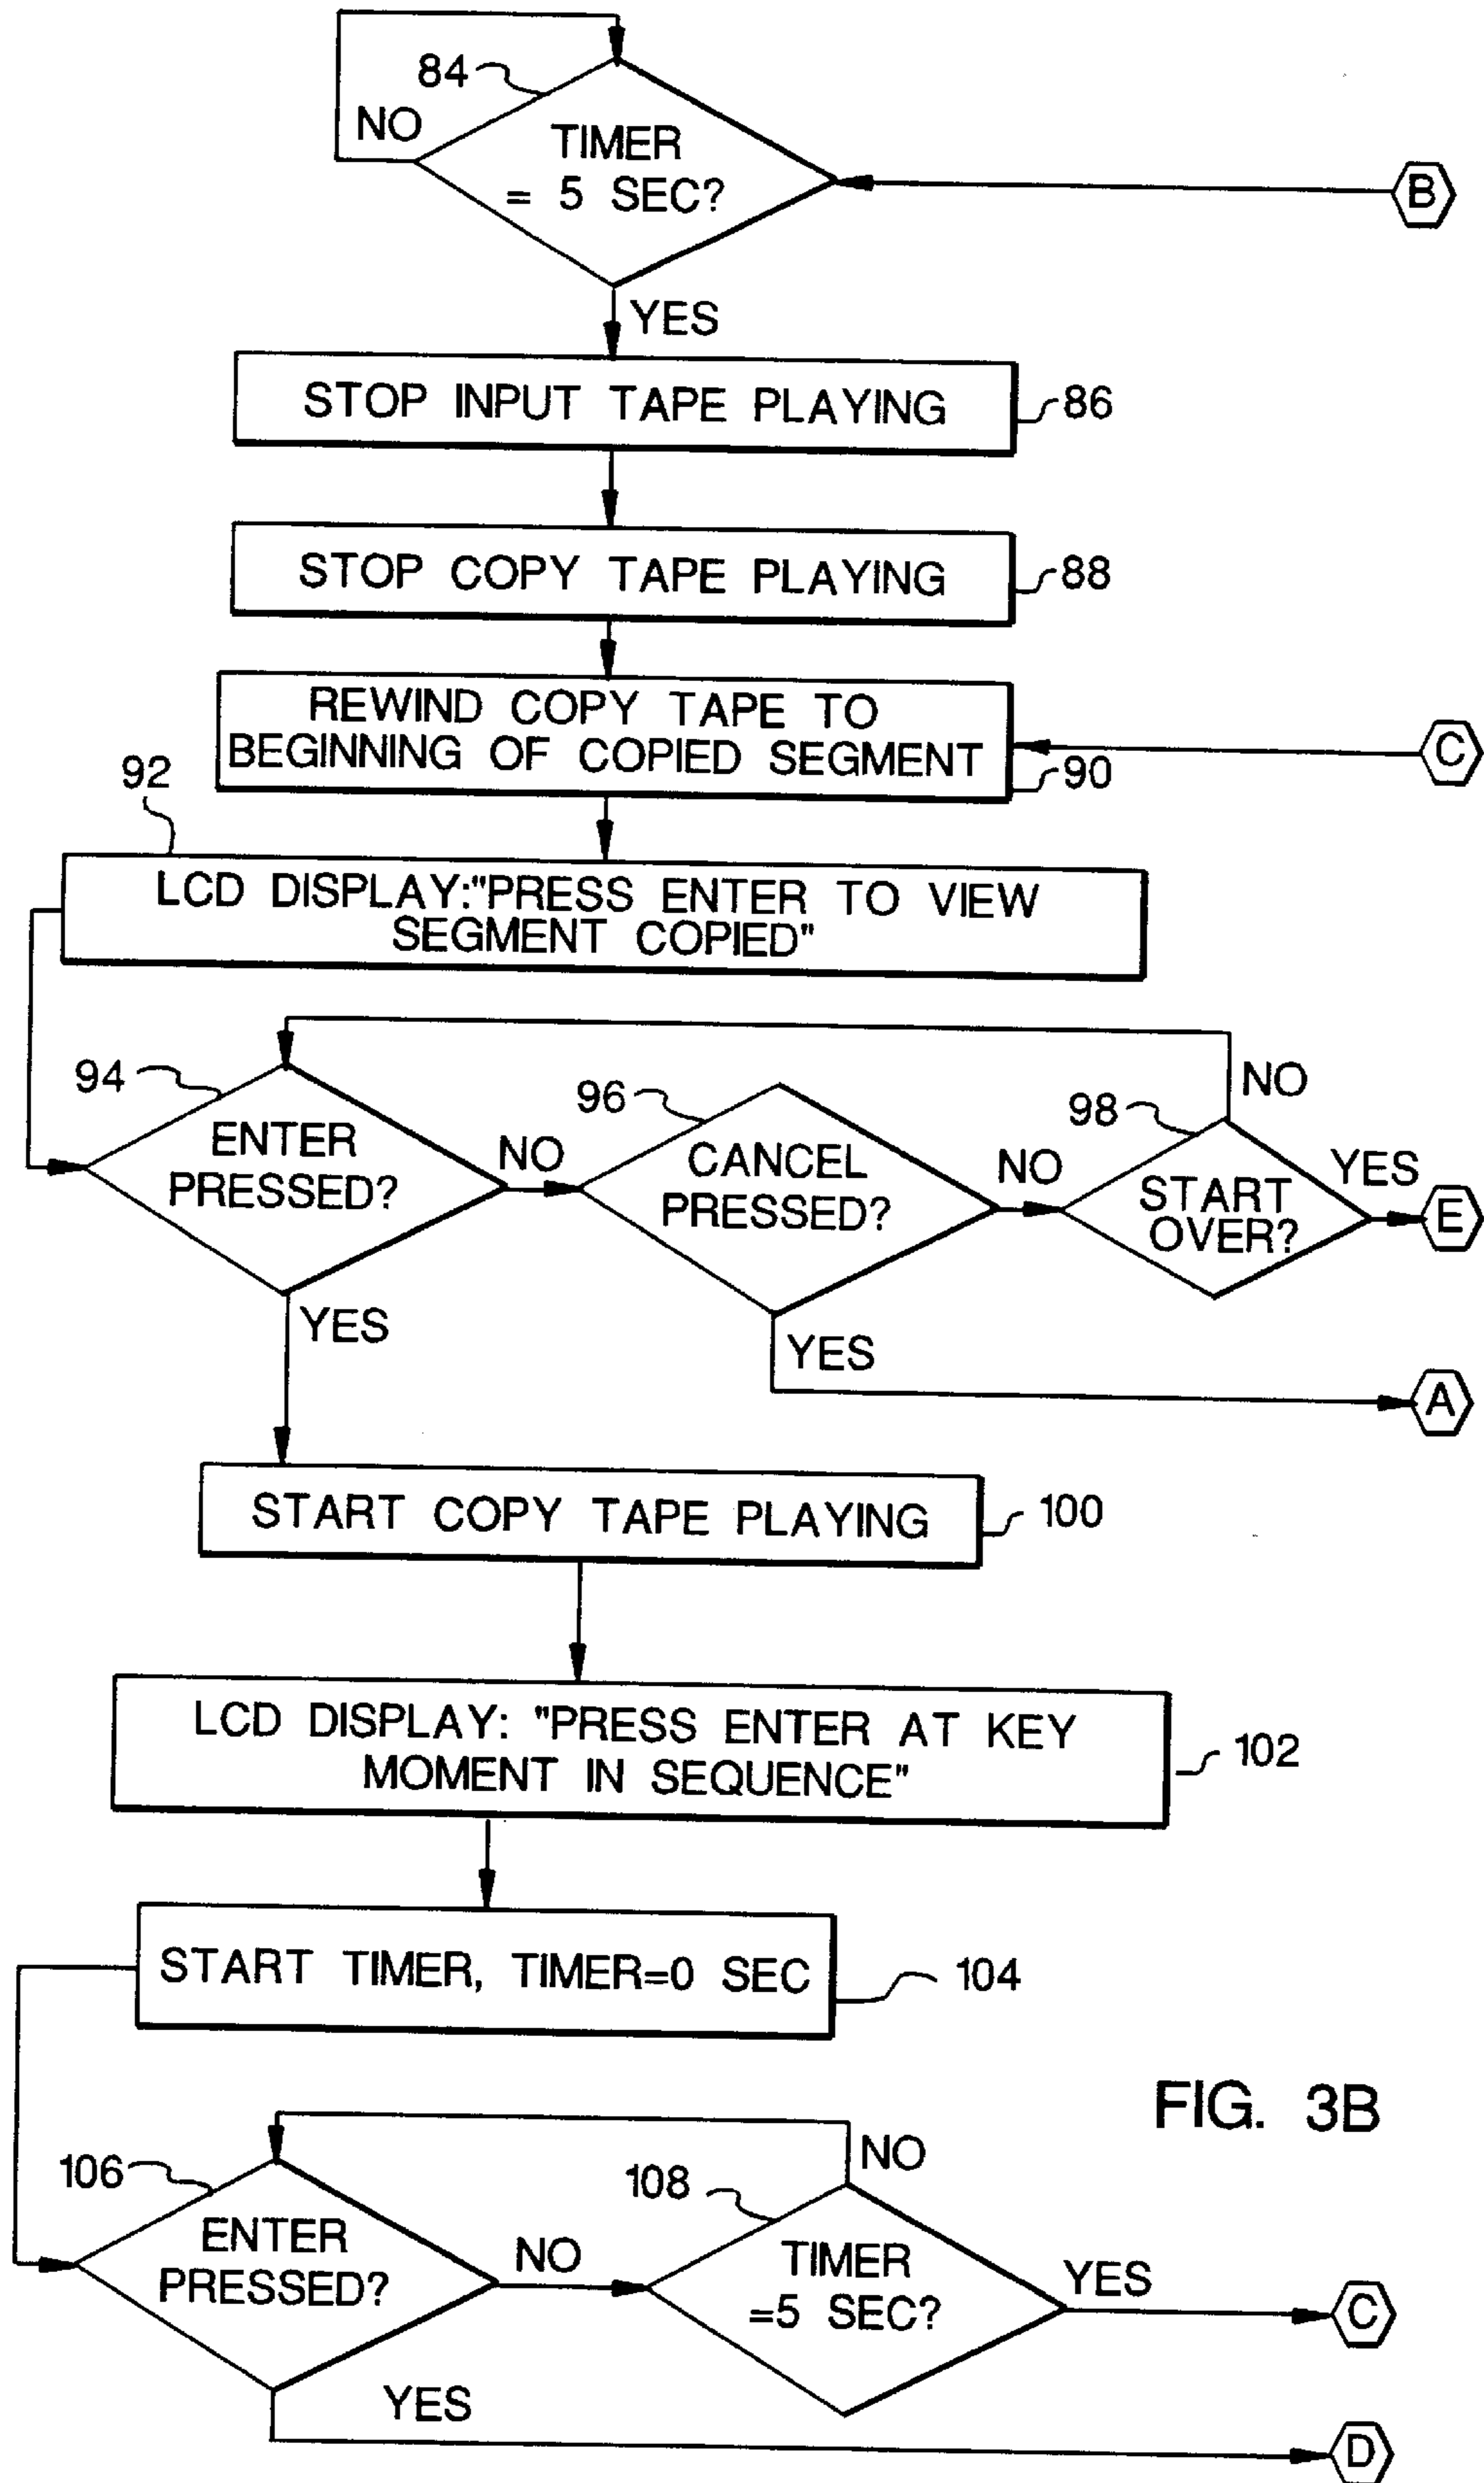 84
NO
TIMER
= 5 SEC?
B
YES
STOP INPUT TAPE PLAYING
86
STOP COPY TAPE PLAYING
88
REWIND COPY TAPE TO
BEGINNING OF COPIED SEGMENT
90
C
92
LCD DISPLAY:"PRESS ENTER TO VIEW
SEGMENT COPIED"
94
ENTER
PRESSED?
NO
96
CANCEL
PRESSED?
NO
98
START
OVER?
NO
YES
E
YES
YES
A
START COPY TAPE PLAYING
100
LCD DISPLAY: "PRESS ENTER AT KEY
MOMENT IN SEQUENCE"
102
START TIMER, TIMER=0 SEC
104
FIG. 3B
106
ENTER
PRESSED?
NO
108
TIMER
=5 SEC?
NO
YES
C
YES
D